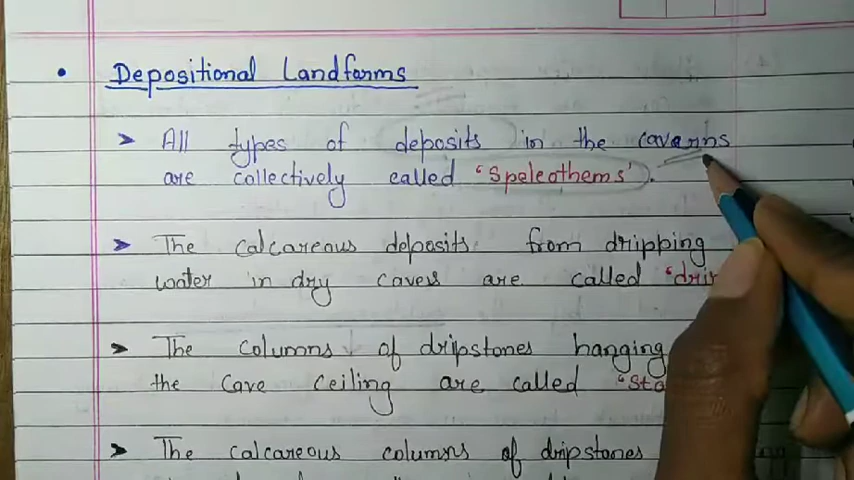 Depositional Landforms
All types of deposits in the caverns
are collectively called 'Speleothems'.
The calcareous deposits from dripping
water in dry caves are called
The columns of dripstones hanging
the cave ceiling are called
The calcareous columns of dripstones